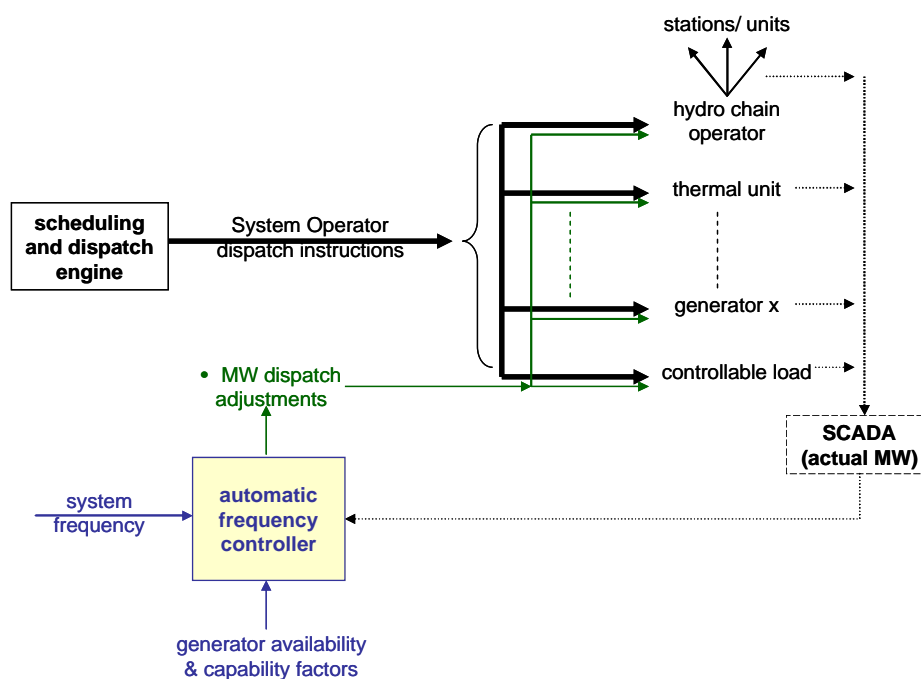 stations/ units
hydro chain
operator
thermal unit
scheduling
and dispatch
engine
System Operator
dispatch instructions
generator x
• MW dispatch
adjustments
controllable load
SCADA
(actual MW)
system
frequency
automatic
frequency
controller
generator availability
& capability factors